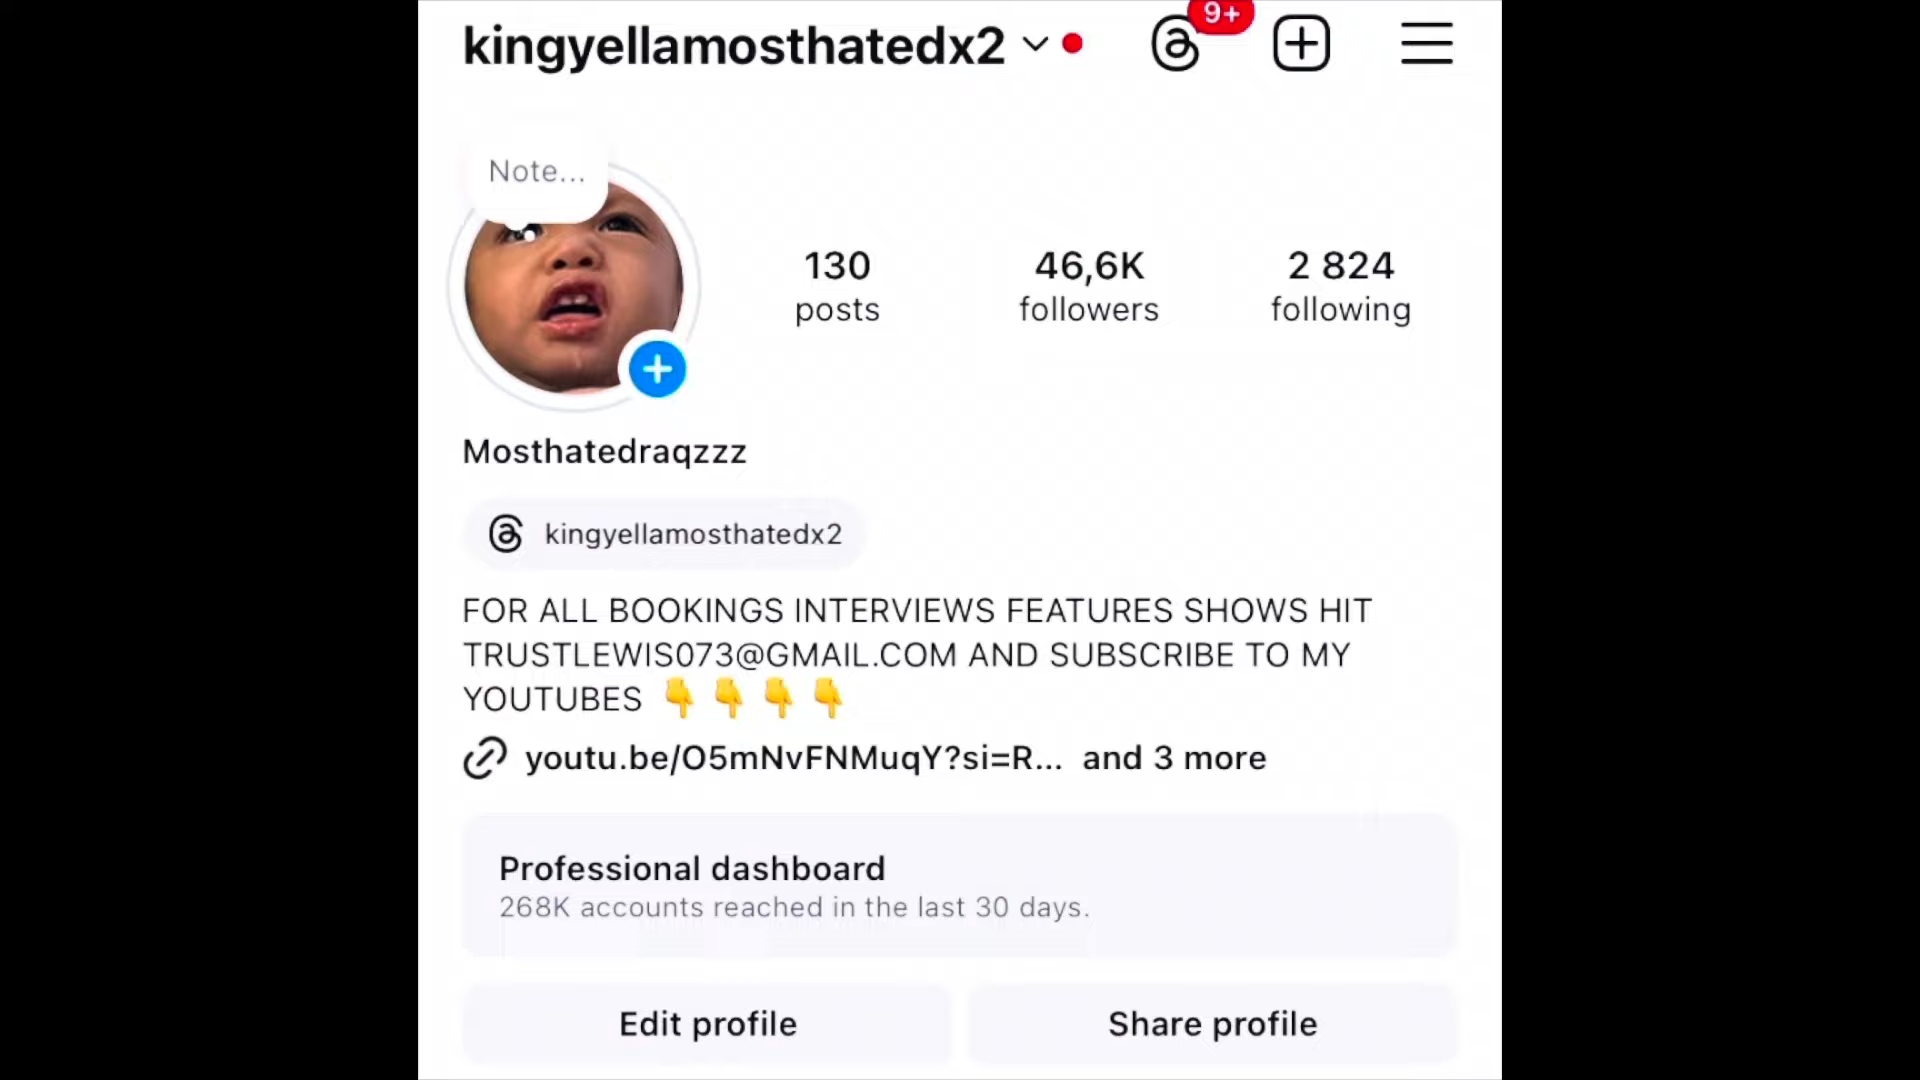 kingyellamosthatedx2
9+
Note...
130 posts
46,6K followers
2 824 following
Mosthatedraqzzz
kingyellamosthatedx2
FOR ALL BOOKINGS INTERVIEWS FEATURES SHOWS HIT
TRUSTLEWIS073@GMAIL.COM AND SUBSCRIBE TO MY
YOUTUBES 👇 👇 👇 👇
youtu.be/O5mNvFNMuqY?si=R... and 3 more
Professional dashboard
268K accounts reached in the last 30 days.
Edit profile
Share profile